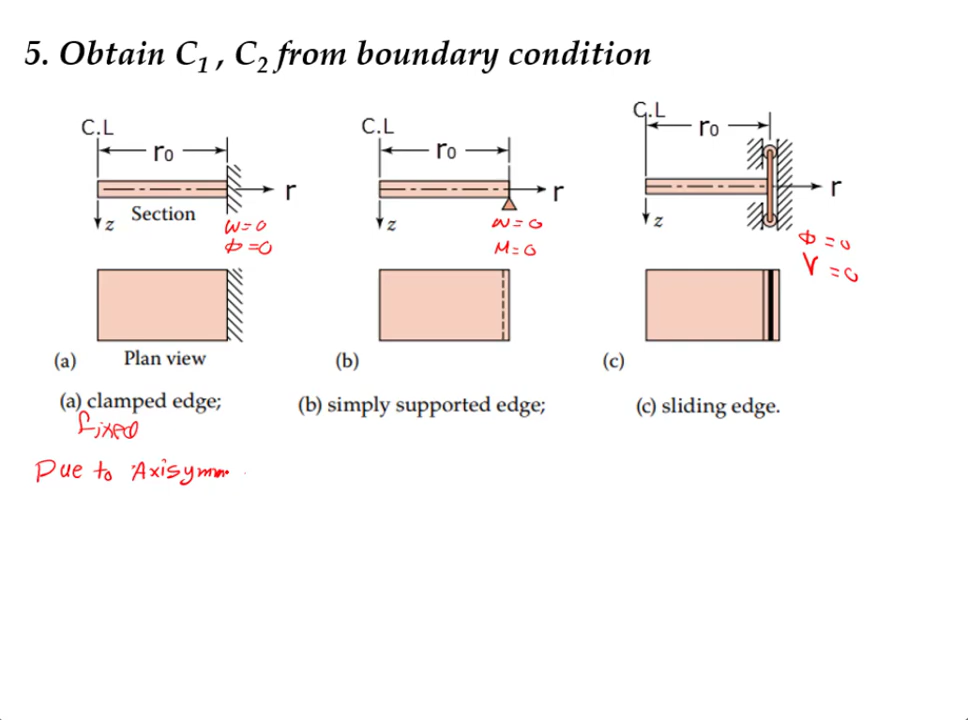 5. Obtain C1, C2 from boundary condition
C.L
r0
r
z
Section
w=0
Φ=0
C.L
r0
r
z
w=0
M=0
C.L
r0
r
z
Φ=0
V=0
(a) Plan view
(b)
(c)
(a) clamped edge;
fixed
(b) simply supported edge;
(c) sliding edge.
Due to Axisymm